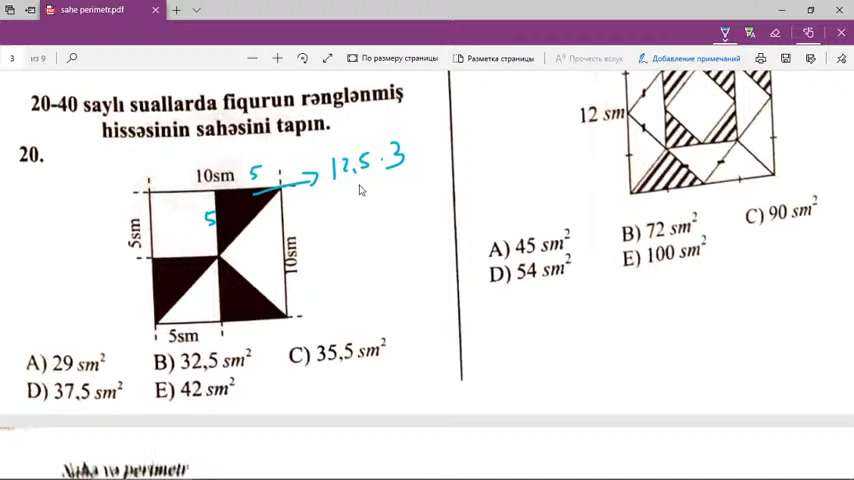 sahe perimetr.pdf
3 из 9
По размеру страницы
Разметка страницы
Прочесть вслух
Добавление примечаний
20-40 saylı suallarda fiqurun rənglənmiş
hissəsinin sahəsini tapın.
20.
10sm 5
12,5 · 3
5sm
5
10sm
5sm
A) 29 sm²
B) 32,5 sm²
C) 35,5 sm²
D) 37,5 sm²
E) 42 sm²
12 sm
A) 45 sm²
B) 72 sm²
C) 90 sm²
D) 54 sm²
E) 100 sm²
Sahə və perimetr